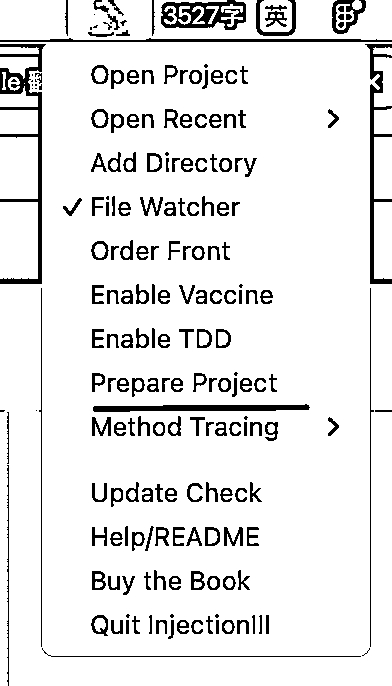 3527字 英
le 翻
Open Project
Open Recent
Add Directory
File Watcher
Order Front
Enable Vaccine
Enable TDD
Prepare Project
Method Tracing
Update Check
Help/README
Buy the Book
Quit InjectionIII